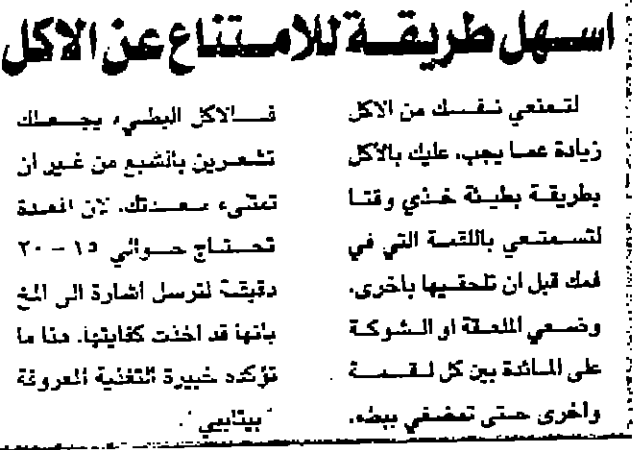 اسهل طريقة للامتناع عن الاكل
لتمنعي نفسك من الاكل
زيادة عما يجب، عليك بالأكل
بطريقة بطيئة خذي وقتا
لتستمتعي باللقمة التي في
فمك قبل ان تلحقيها باخرى،
وضعي الملعقة او الشوكة
على المائدة بين كل لقمة
وأخرى حتى تمضغي ببطء،
فالاكل البطيء يجعلك
تشعرين بالشبع من غير ان
تمتلىء معدتك، لان المعدة
تحتاج حوالي ١٥ - ٢٠
دقيقة لترسل اشارة الى المخ
بانها قد اخذت كفايتها، هذا ما
تؤكده خبيرة التغذية المعروفة